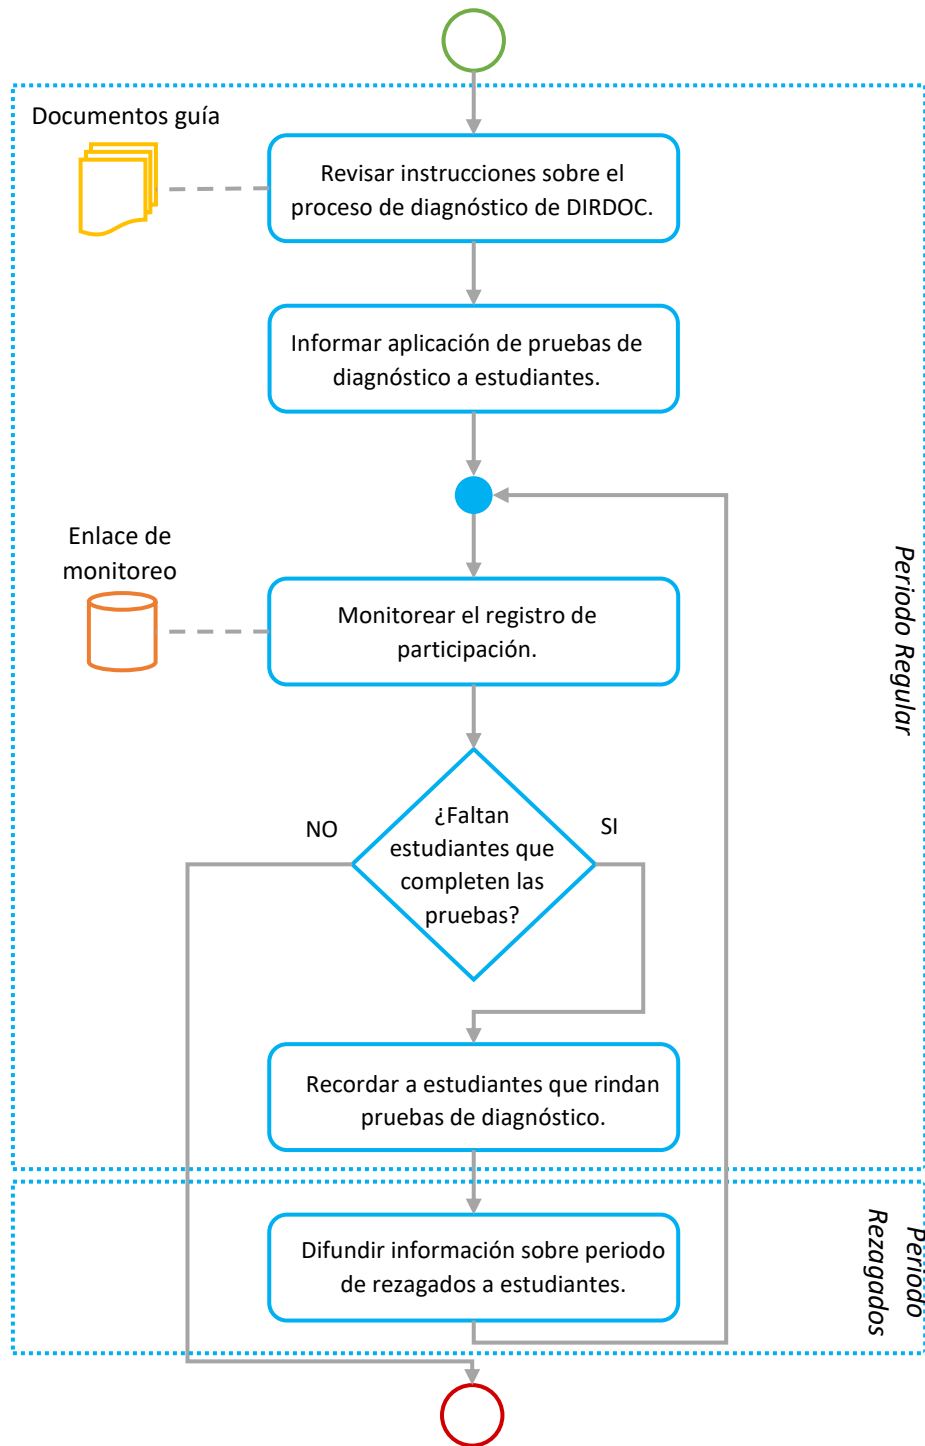 Documentos guía
Revisar instrucciones sobre el
proceso de diagnóstico de DIRDOC.
Informar aplicación de pruebas de
diagnóstico a estudiantes.
Enlace de
monitoreo
Monitorear el registro de
participación.
Periodo Regular
¿Faltan
estudiantes que
completen las
pruebas?
NO
SI
Recordar a estudiantes que rindan
pruebas de diagnóstico.
Difundir información sobre periodo
de rezagados a estudiantes.
Periodo
Rezagados